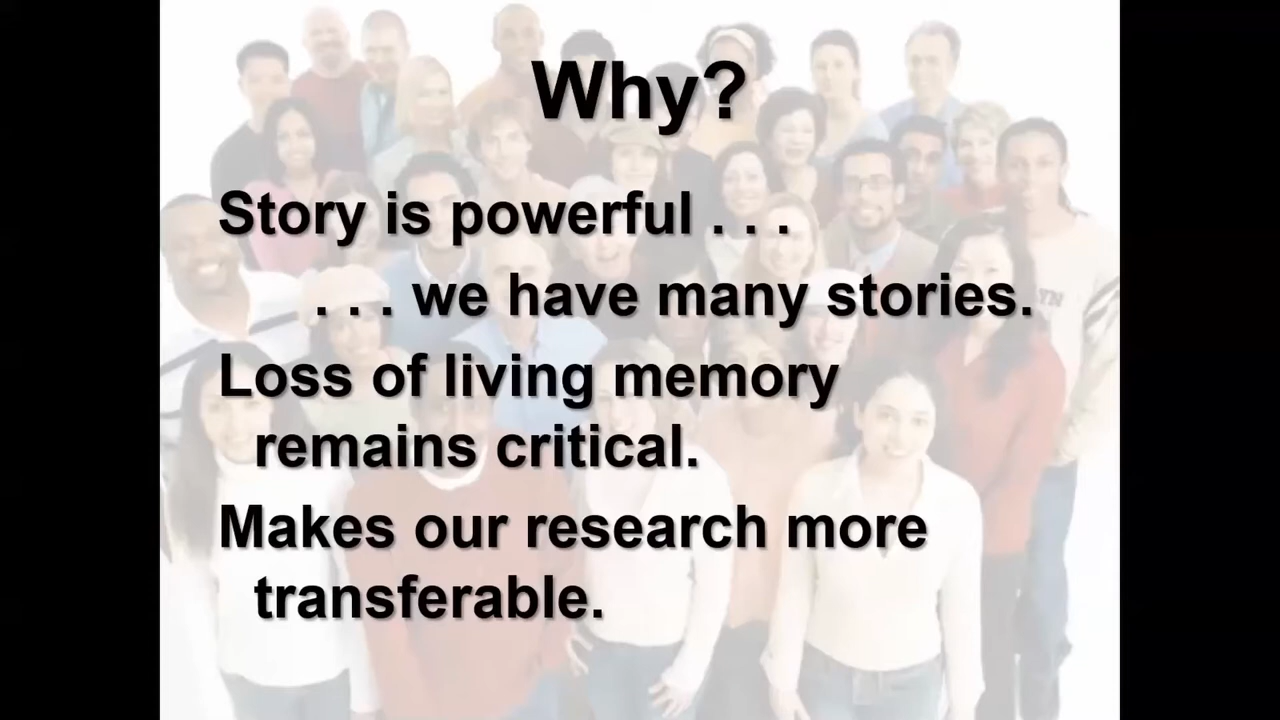 Why?
Story is powerful . . .
. . . we have many stories.
Loss of living memory
remains critical.
Makes our research more
transferable.